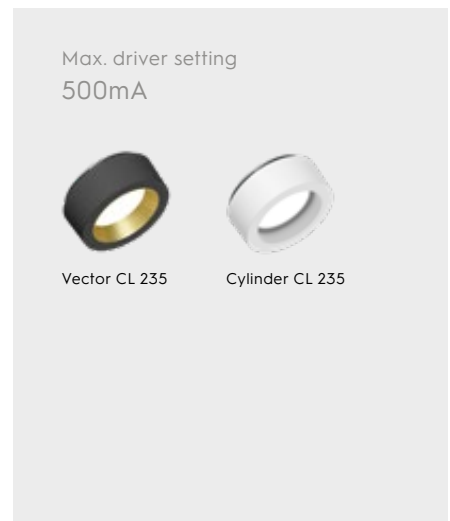 Max. driver setting
500mA
Vector CL 235
Cylinder CL 235